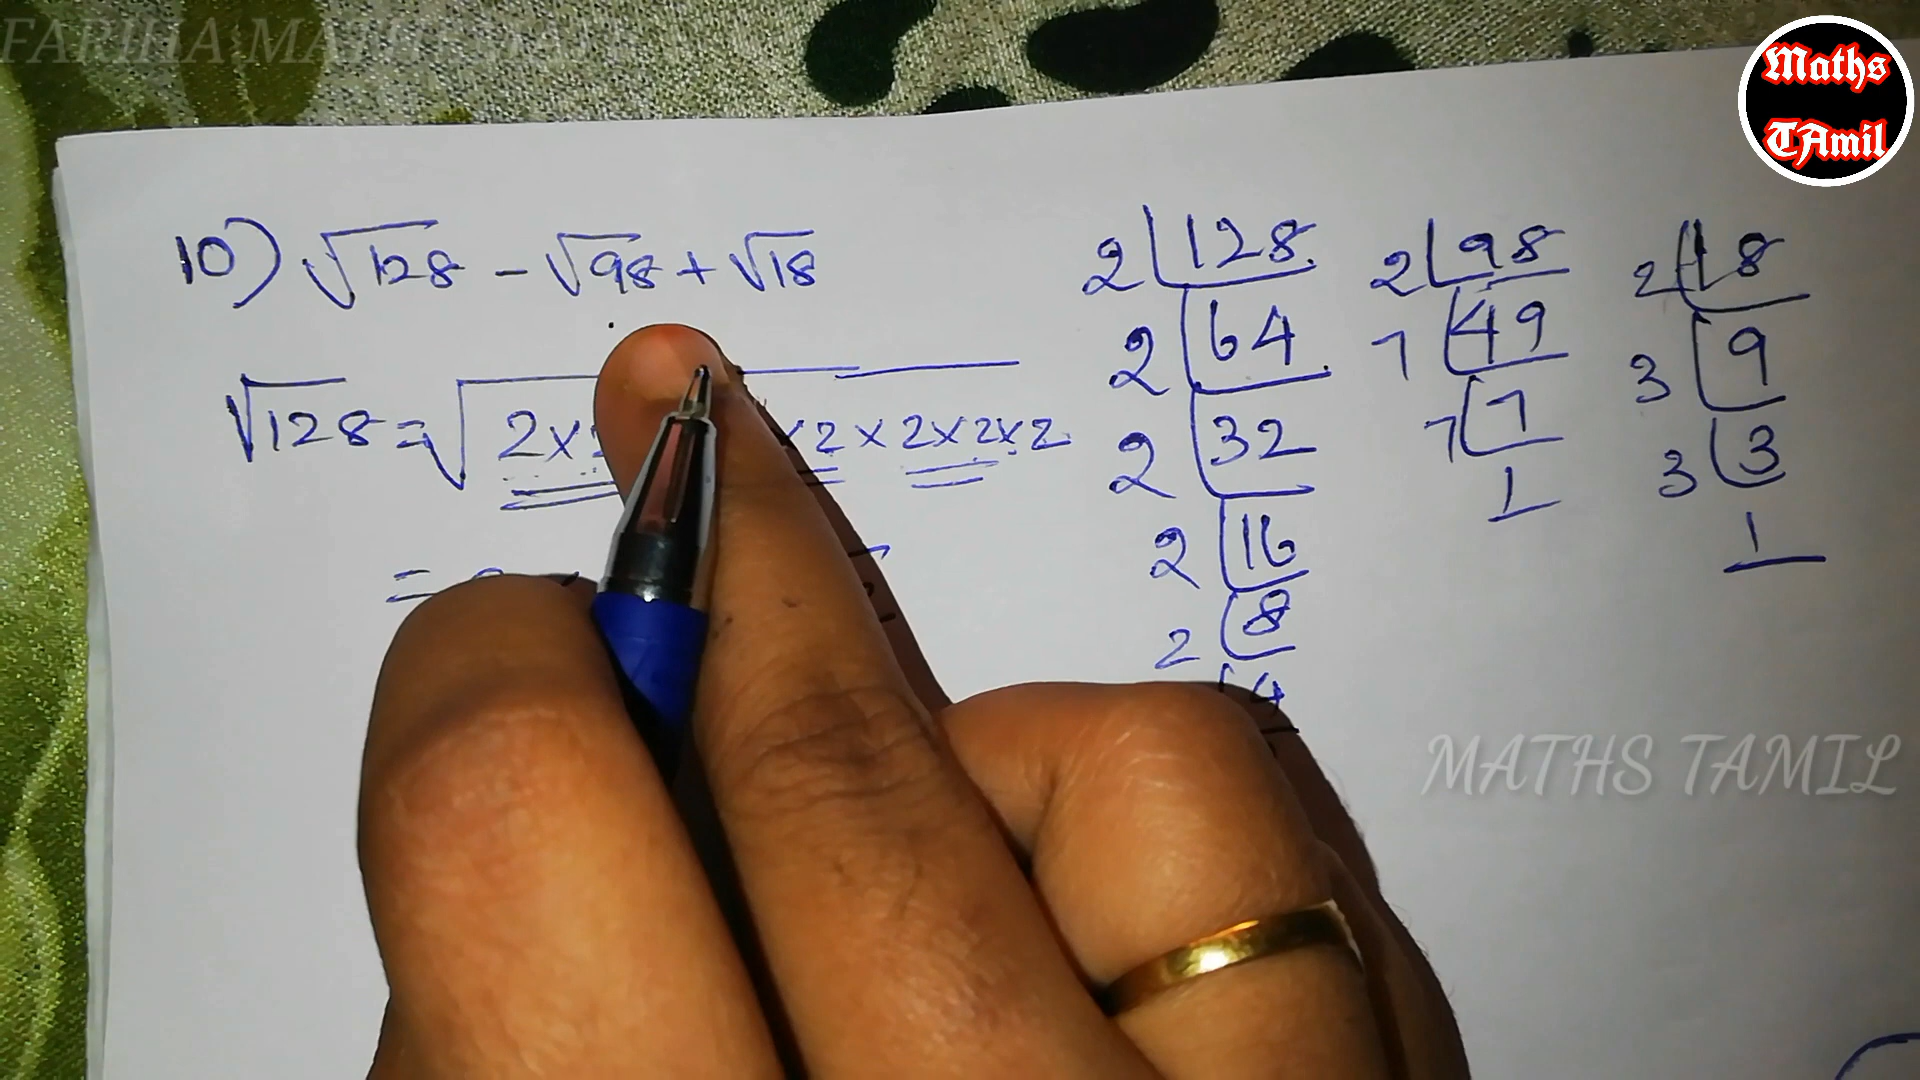 FARIHA MATHS
Maths
TAmil
10) √128 - √98 + √18
√128 = √2×2 ×2×2×2×2
=
2 128
2 64
2 32
2 16
2 8
4
2 98
7 49
7 7
1
2 18
3 9
3 3
1
MATHS TAMIL